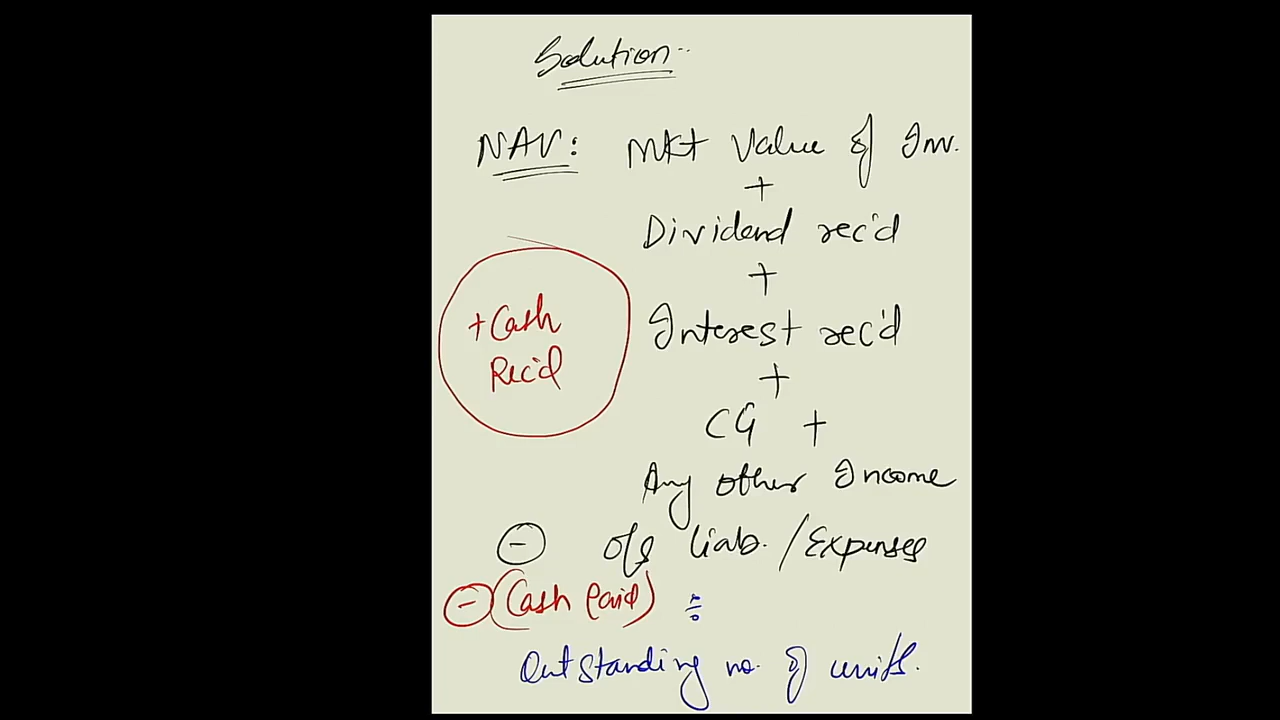 Solution..
NAV: Mkt Value of Inv.
+
Dividend rec'd
+
+ Cash
Rec'd
Interest rec'd
+
CG +
Any other Income
- o/s Liab. / Expenses
- (Cash Paid) ÷
Outstanding no. of units.